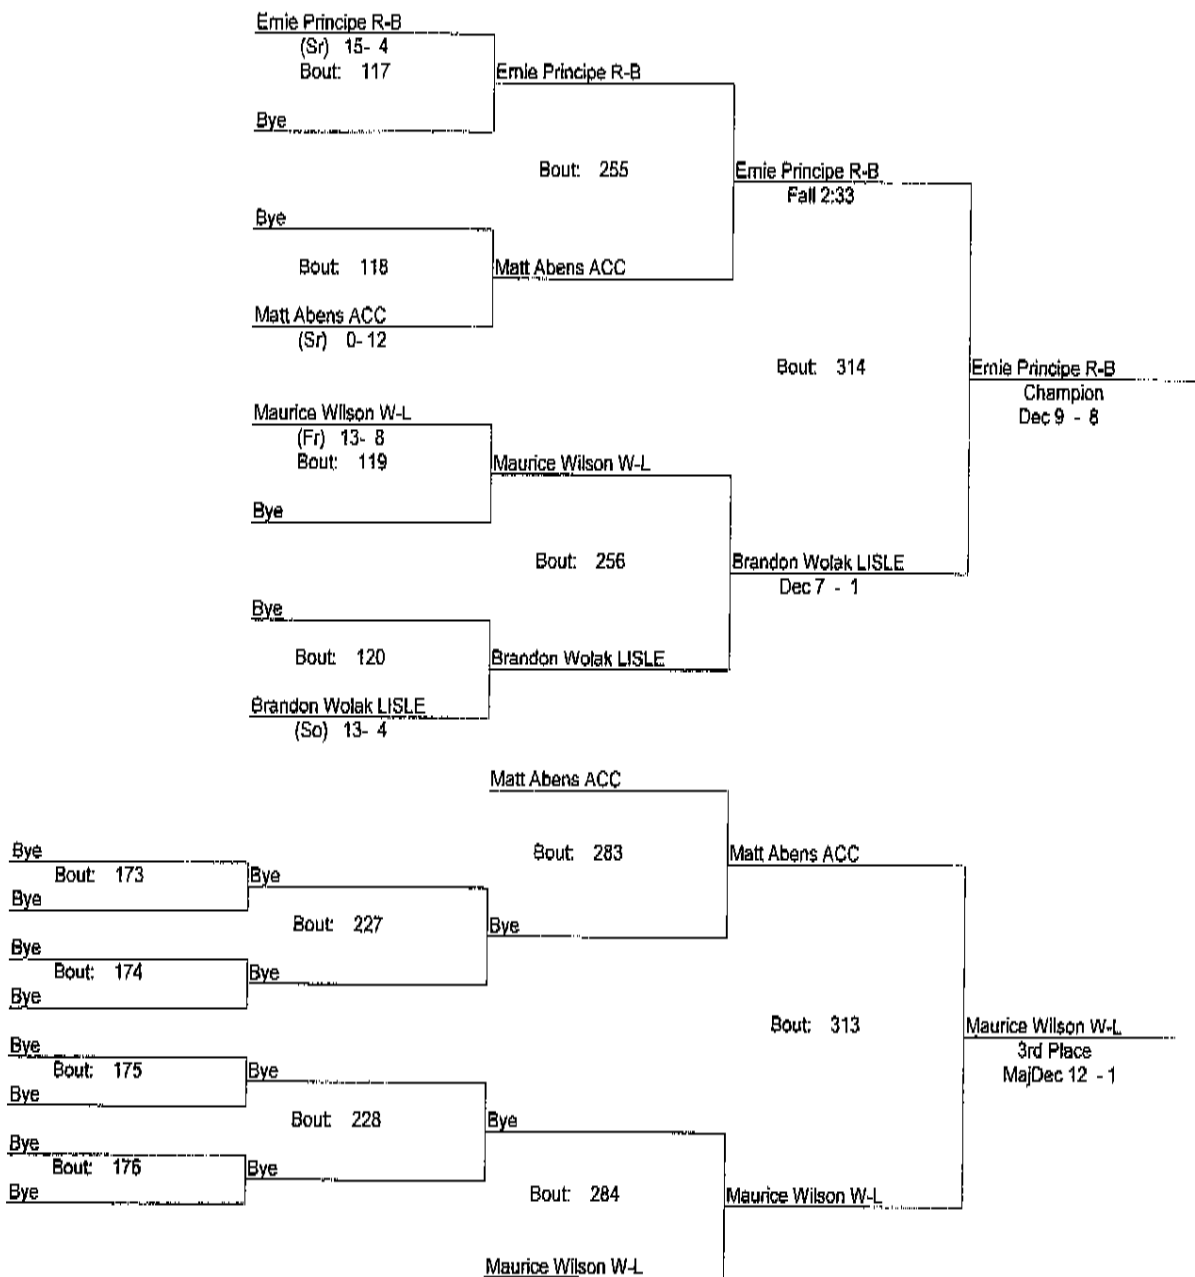 Ernie Principe R-B
(Sr) 15- 4
Bout: 117
Ernie Principe R-B
Bye
Bout: 255
Ernie Principe R-B
Fall 2:33
Bye
Bout: 118
Matt Abens ACC
Matt Abens ACC
(Sr) 0- 12
Bout: 314
Ernie Principe R-B
Champion
Dec 9 - 8
Maurice Wilson W-L
(Fr) 13- 8
Bout: 119
Maurice Wilson W-L
Bye
Bout: 256
Brandon Wolak LISLE
Dec 7 - 1
Bye
Bout: 120
Brandon Wolak LISLE
Brandon Wolak LISLE
(So) 13- 4
Matt Abens ACC
Bout: 283
Matt Abens ACC
Bye
Bout: 173
Bye
Bye
Bout: 227
Bye
Bye
Bout: 174
Bye
Bye
Bout: 313
Maurice Wilson W-L
3rd Place
MajDec 12 - 1
Bye
Bout: 175
Bye
Bye
Bout: 228
Bye
Bye
Bout: 176
Bye
Bye
Bout: 284
Maurice Wilson W-L
Maurice Wilson W-L